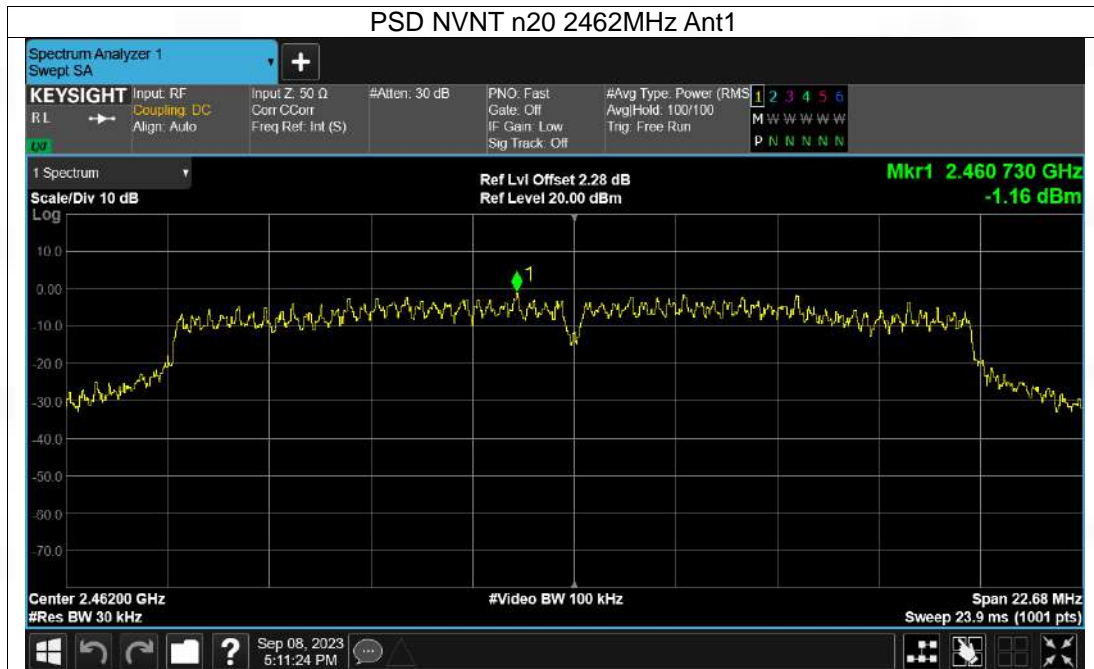 PSD NVNT n20 2462MHz Ant1
Spectrum Analyzer 1
Swept SA
+
KEYSIGHT
RL
LXI
Input: RF
Coupling: DC
Align: Auto
Input Z: 50 Ω
Corr CCorr
Freq Ref: Int (S)
#Atten: 30 dB
PNO: Fast
Gate: Off
IF Gain: Low
Sig Track: Off
#Avg Type: Power (RMS
Avg|Hold: 100/100
Trig: Free Run
1 2 3 4 5 6
M W W W W W
P N N N N N
1 Spectrum
Scale/Div 10 dB
Ref Lvl Offset 2.28 dB
Ref Level 20.00 dBm
Mkr1 2.460 730 GHz
-1.16 dBm
Log
10.0
0.00
-10.0
-20.0
-30.0
-40.0
-50.0
-60.0
-70.0
1
Center 2.46200 GHz
#Res BW 30 kHz
#Video BW 100 kHz
Span 22.68 MHz
Sweep 23.9 ms (1001 pts)
?
Sep 08, 2023
5:11:24 PM